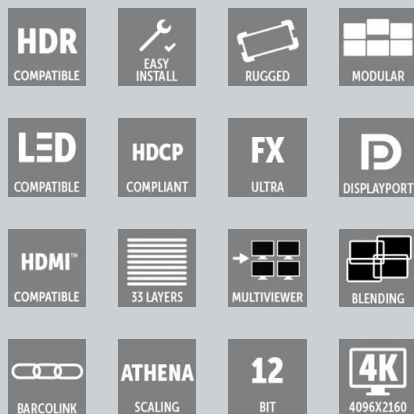 HDR
COMPATIBLE
EASY
INSTALL
RUGGED
MODULAR
LED
COMPATIBLE
HDCP
COMPLIANT
FX
ULTRA
DISPLAYPORT
HDMI™
COMPATIBLE
33 LAYERS
MULTIVIEWER
BLENDING
BARCOLINK
ATHENA
SCALING
12
BIT
4K
4096X2160